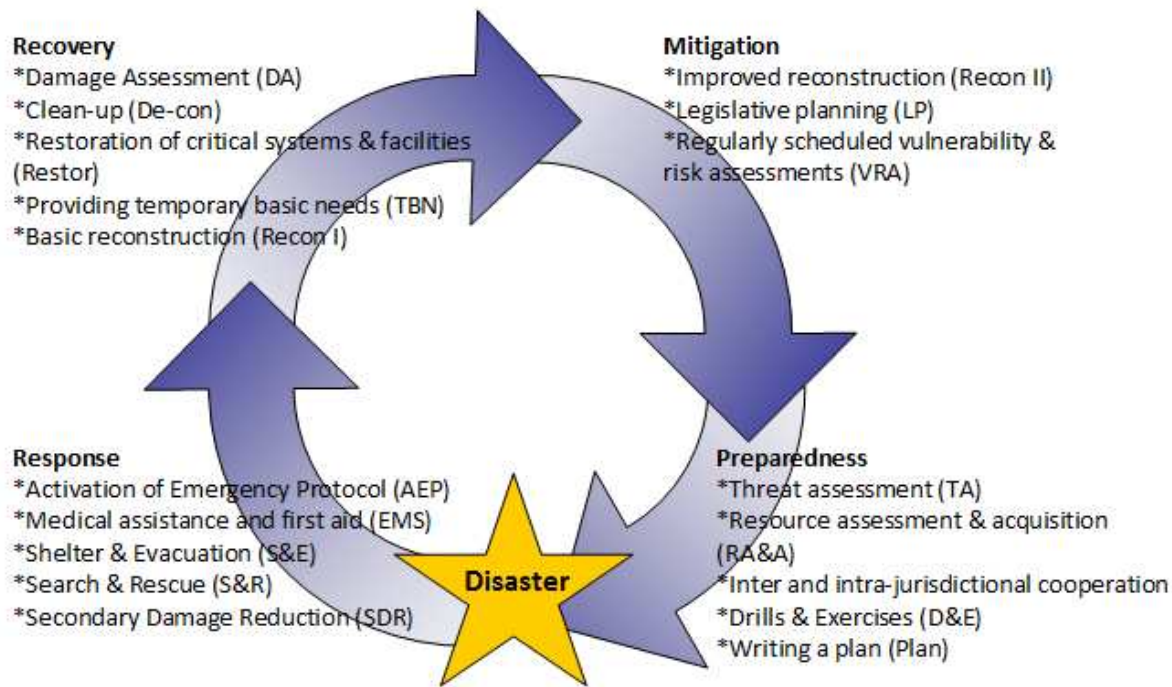 Recovery
*Damage Assessment (DA)
*Clean-up (De-con)
*Restoration of critical systems & facilities
(Restor)
*Providing temporary basic needs (TBN)
*Basic reconstruction (Recon I)
Mitigation
*Improved reconstruction (Recon II)
*Legislative planning (LP)
*Regularly scheduled vulnerability &
risk assessments (VRA)
Response
*Activation of Emergency Protocol (AEP)
*Medical assistance and first aid (EMS)
*Shelter & Evacuation (S&E)
*Search & Rescue (S&R)
*Secondary Damage Reduction (SDR)
Disaster
Preparedness
*Threat assessment (TA)
*Resource assessment & acquisition
(RA&A)
*Inter and intra-jurisdictional cooperation
*Drills & Exercises (D&E)
*Writing a plan (Plan)